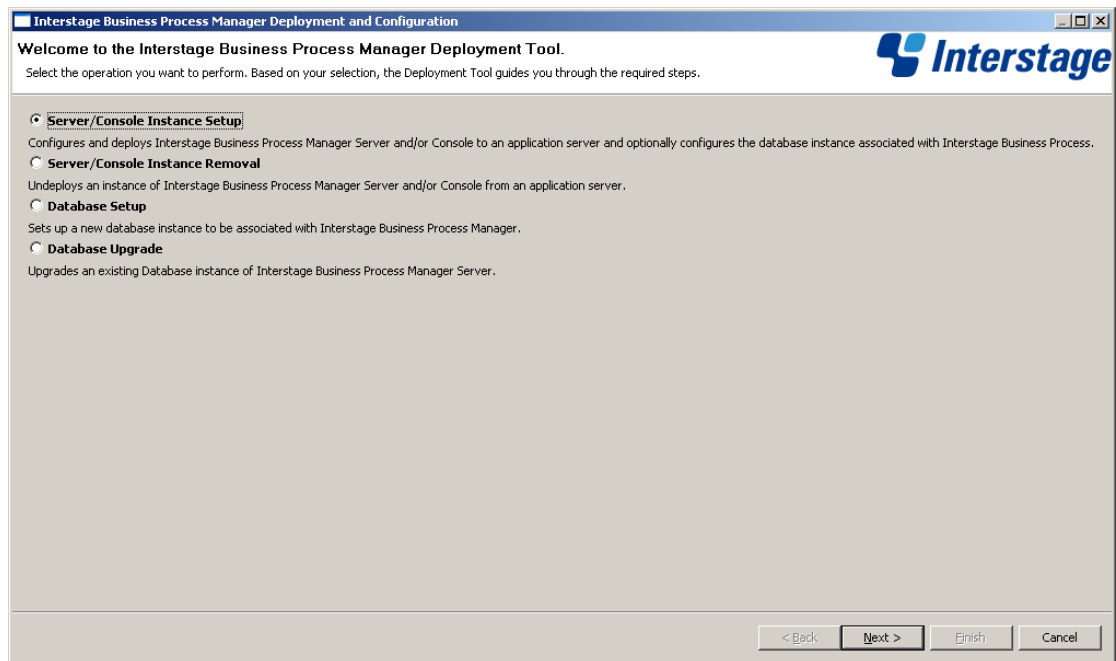 Interstage Business Process Manager Deployment and Configuration
Welcome to the Interstage Business Process Manager Deployment Tool.
Select the operation you want to perform. Based on your selection, the Deployment Tool guides you through the required steps.
Interstage
Server/Console Instance Setup
Configures and deploys Interstage Business Process Manager Server and/or Console to an application server and optionally configures the database instance associated with Interstage Business Process.
Server/Console Instance Removal
Undeploys an instance of Interstage Business Process Manager Server and/or Console from an application server.
Database Setup
Sets up a new database instance to be associated with Interstage Business Process Manager.
Database Upgrade
Upgrades an existing Database instance of Interstage Business Process Manager Server.
< Back Next > Finish Cancel